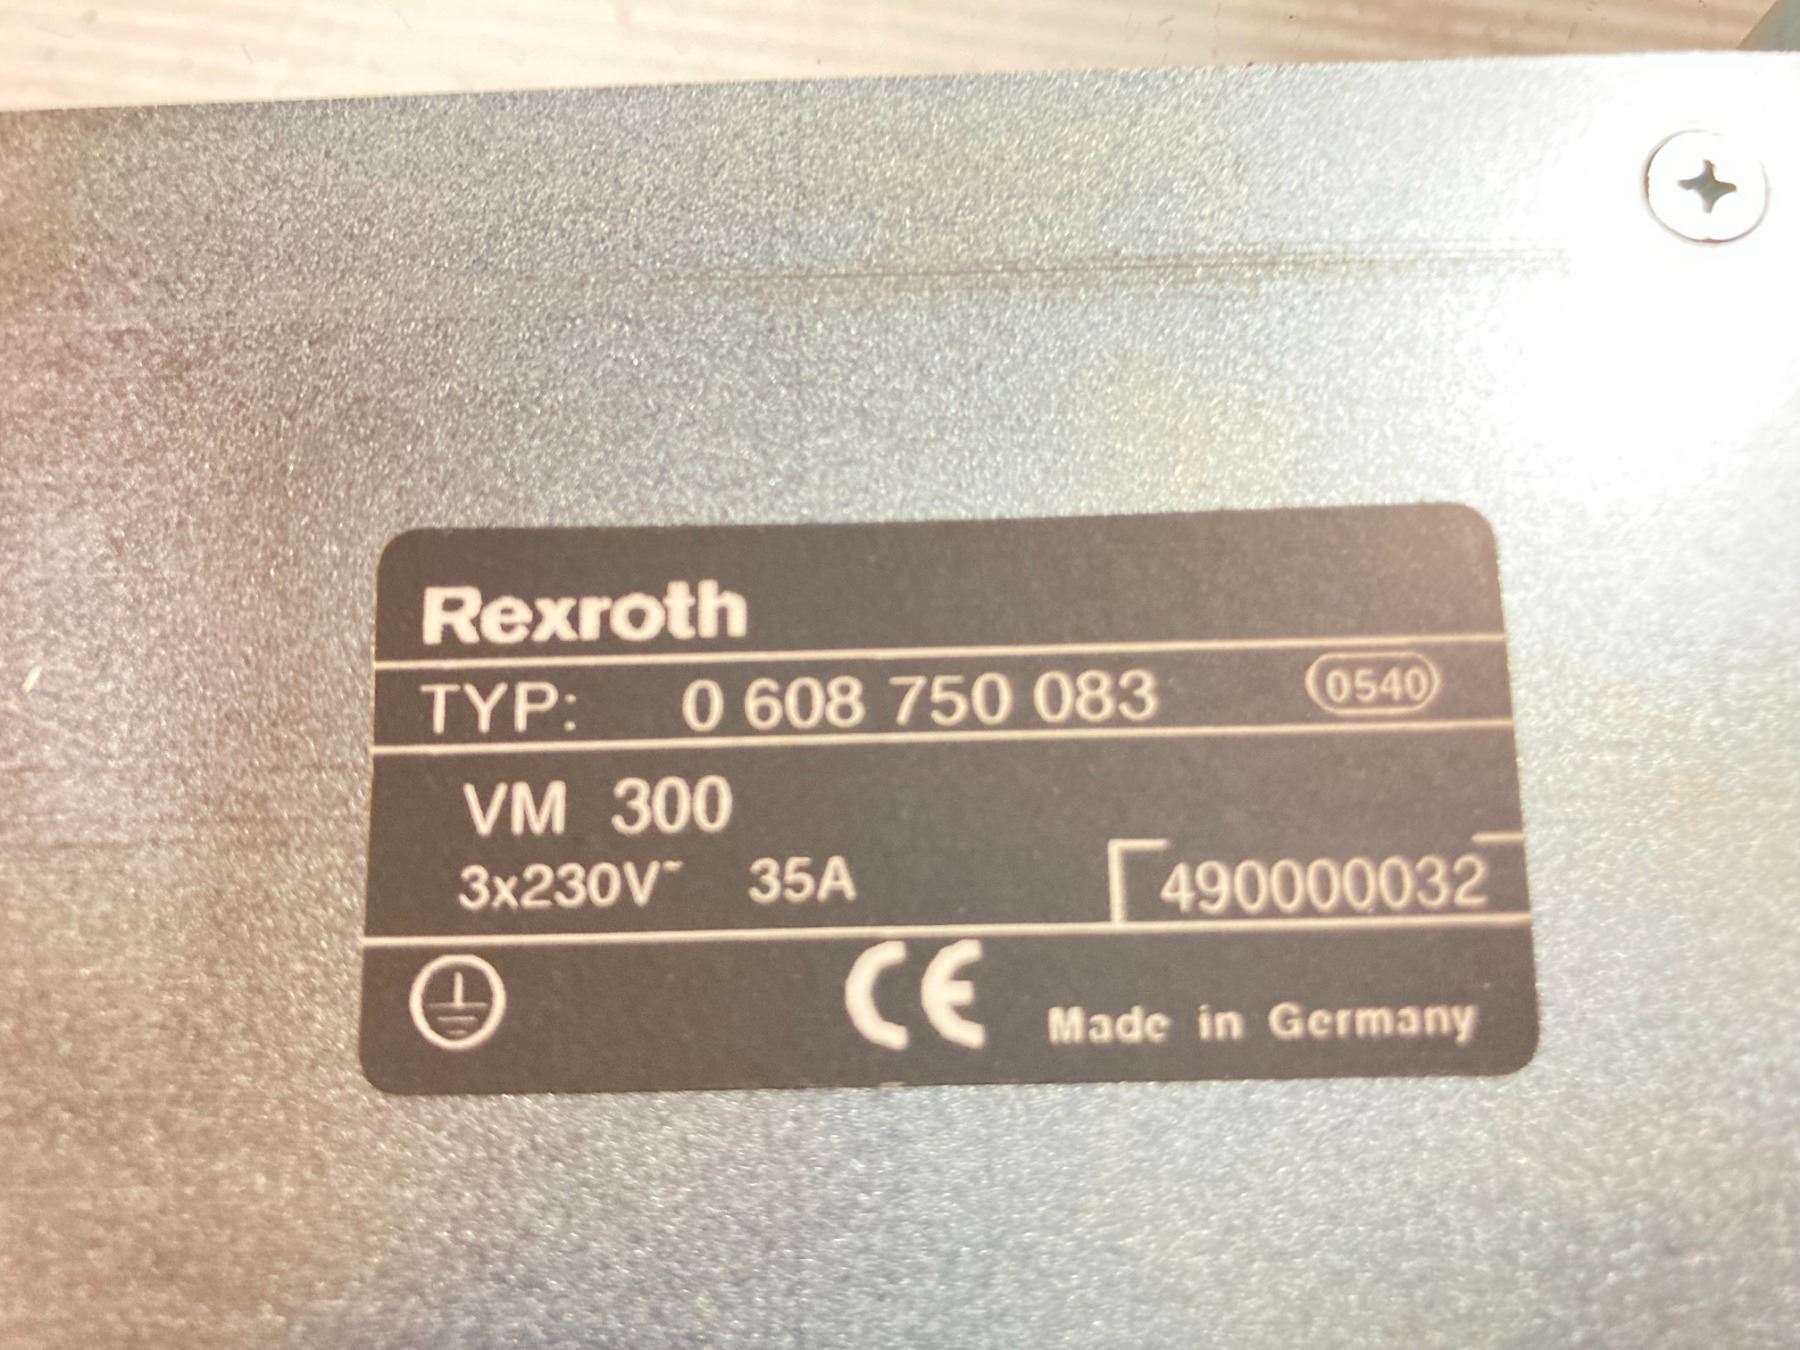 Rexroth
TYP: 0 608 750 083 0540
VM 300
3x230V~ 35A 490000032
CE Made in Germany